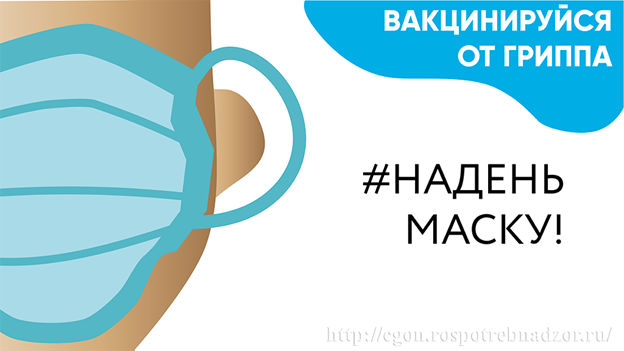 ВАКЦИНИРУЙСЯ
ОТ ГРИППА
#НАДЕНЬ
МАСКУ!
http://cgon.rospotrebnadzor.ru/